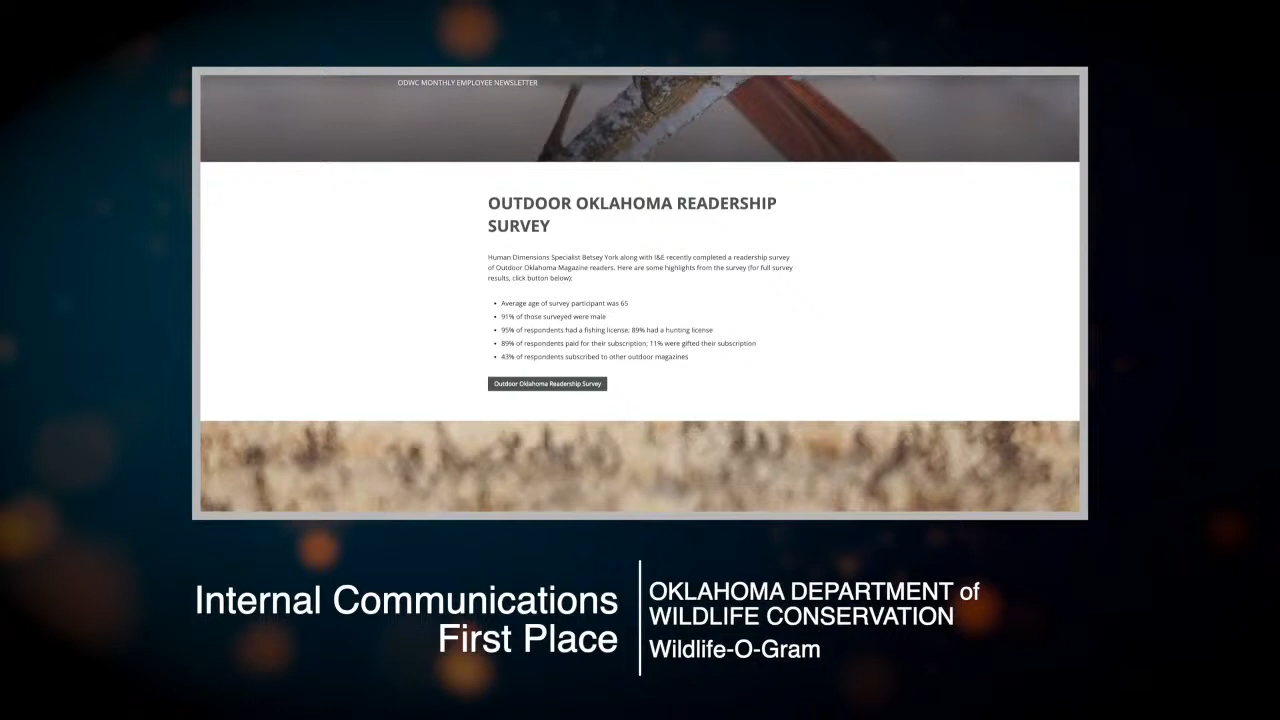 ODWC MONTHLY EMPLOYEE NEWSLETTER
OUTDOOR OKLAHOMA READERSHIP
SURVEY
Human Dimensions Specialist Betsey York along with I&E recently completed a readership survey
of Outdoor Oklahoma Magazine readers. Here are some highlights from the survey (for full survey
results, click button below):
• Average age of survey participant was 65
• 91% of those surveyed were male
• 95% of respondents had a fishing license; 89% had a hunting license
• 89% of respondents paid for their subscription; 11% were gifted their subscription
• 43% of respondents subscribed to other outdoor magazines
Outdoor Oklahoma Readership Survey
Internal Communications
First Place
OKLAHOMA DEPARTMENT of
WILDLIFE CONSERVATION
Wildlife-O-Gram